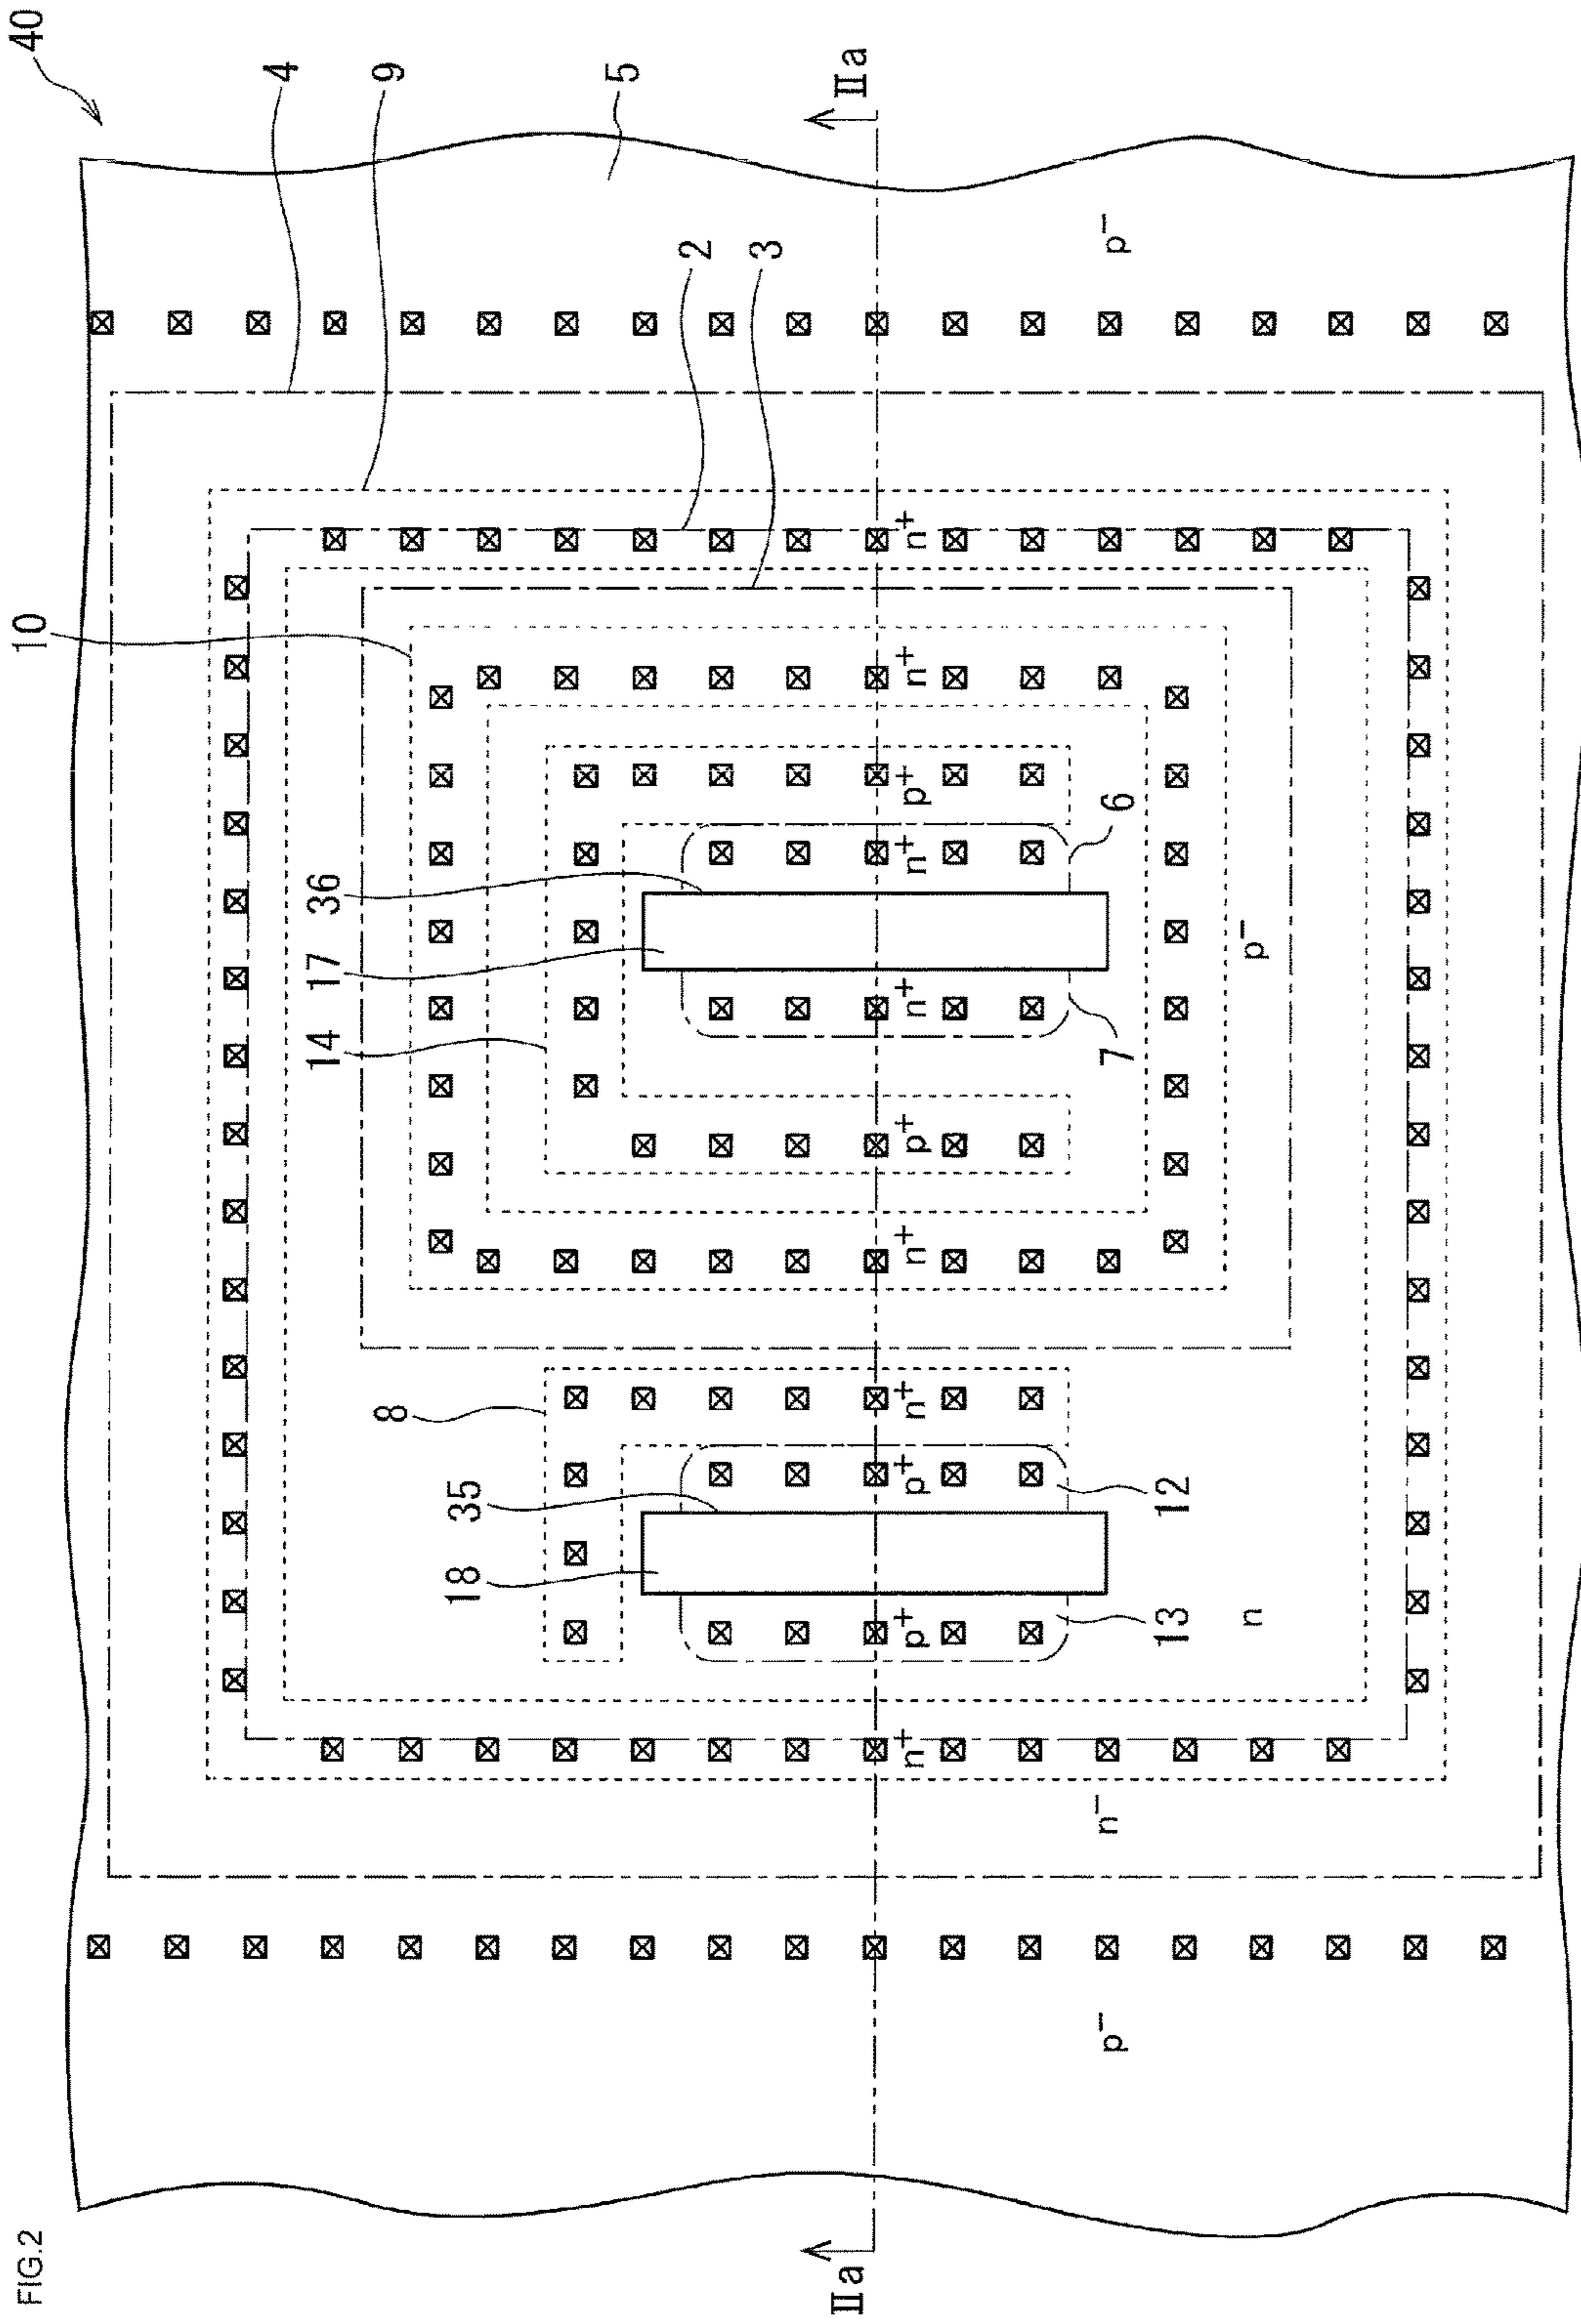 FIG.2
10 40
4
14 17 36
8 9
18 35
5
2
3
IIa IIa
n⁺ p⁺ p⁺ n⁺ n⁺ p⁺ n⁺ n⁺ p⁺ n⁺ n⁺
p⁻ n⁻ 7 6 p⁻
13 12
n p⁻